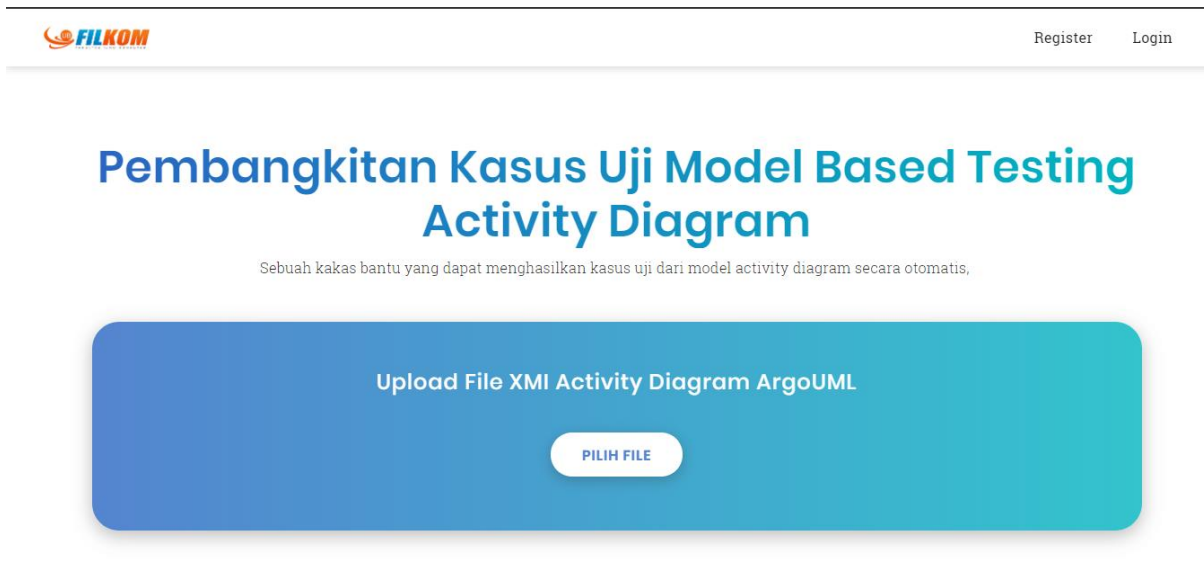 FILKOM
Register
Login
Pembangkitan Kasus Uji Model Based Testing
Activity Diagram
Sebuah kakas bantu yang dapat menghasilkan kasus uji dari model activity diagram secara otomatis,
Upload File XMI Activity Diagram ArgoUML
PILIH FILE